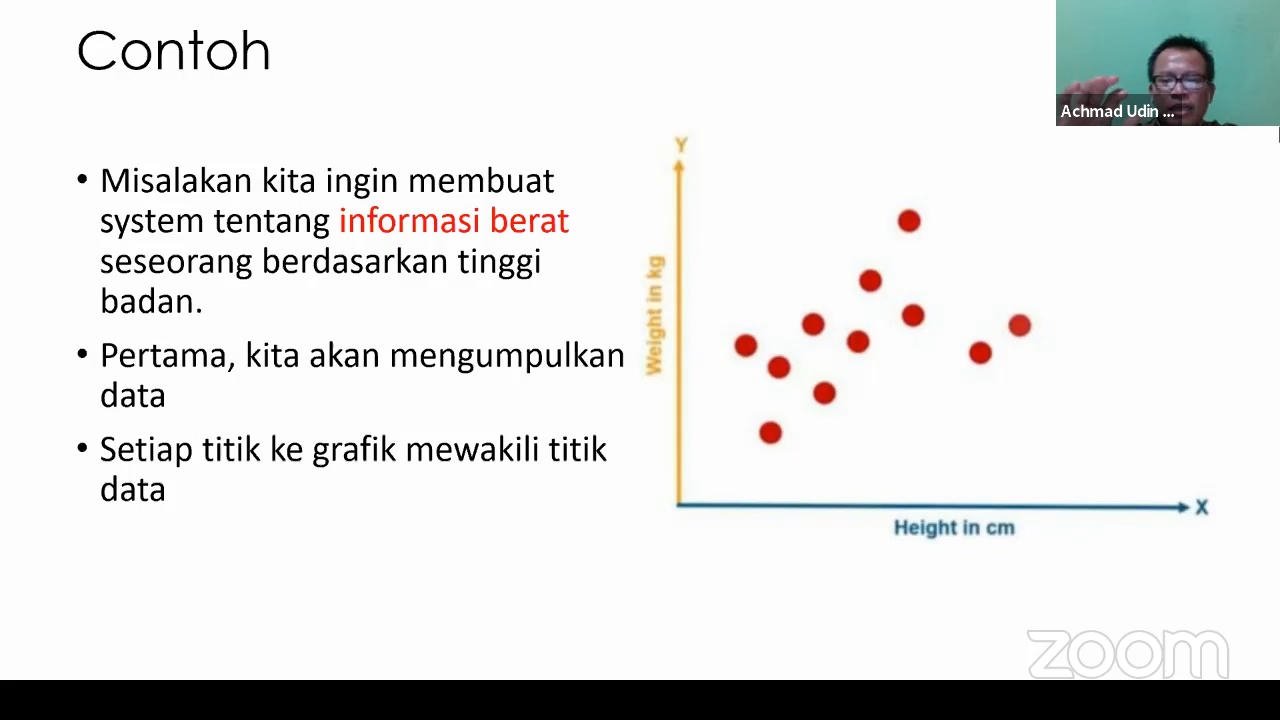 Contoh
Achmad Udin ...
• Misalakan kita ingin membuat
system tentang informasi berat
seseorang berdasarkan tinggi
badan.
• Pertama, kita akan mengumpulkan
data
• Setiap titik ke grafik mewakili titik
data
Y
Weight in kg
X
Height in cm
zoom